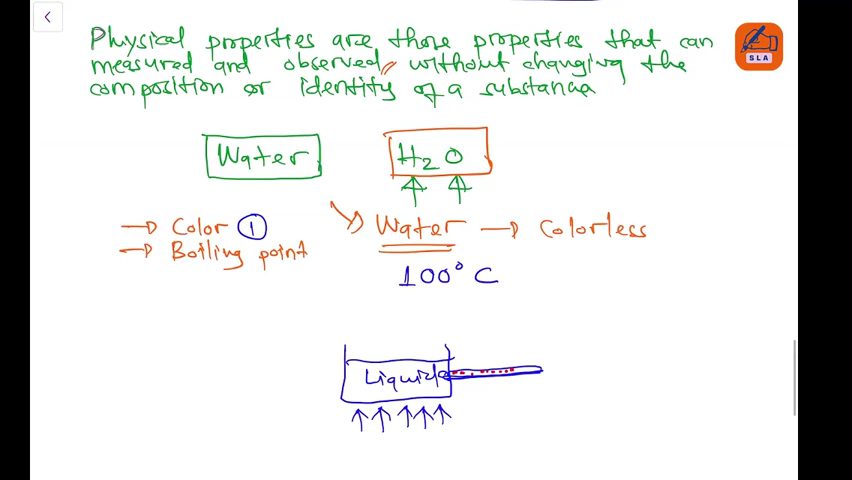 Physical properties are those properties that can
measured and observed, without changing the
composition or identity of a substance
SLA
Water H2O
→ Color ① Water → Colorless
→ Boiling point
100° C
Liquid